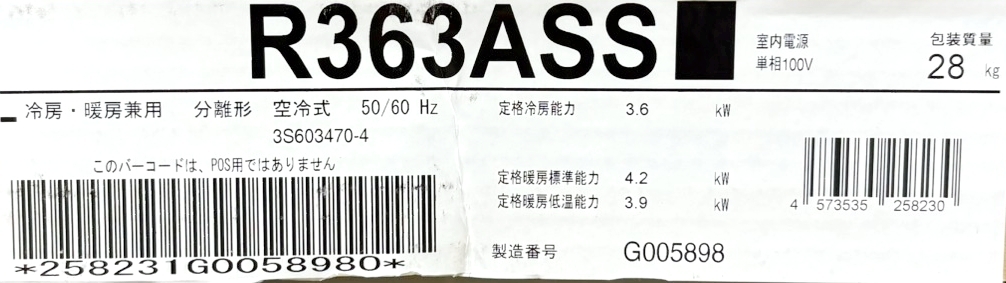 R363ASS
室内電源
単相100V
包装質量
28 kg
冷房・暖房兼用 分離形 空冷式 50/60 Hz
3S603470-4
このバーコードは、POS用ではありません
*258231G0058980*
定格冷房能力 3.6 kW
定格暖房標準能力 4.2 kW
定格暖房低温能力 3.9 kW
製造番号 G005898
4 573535 258230